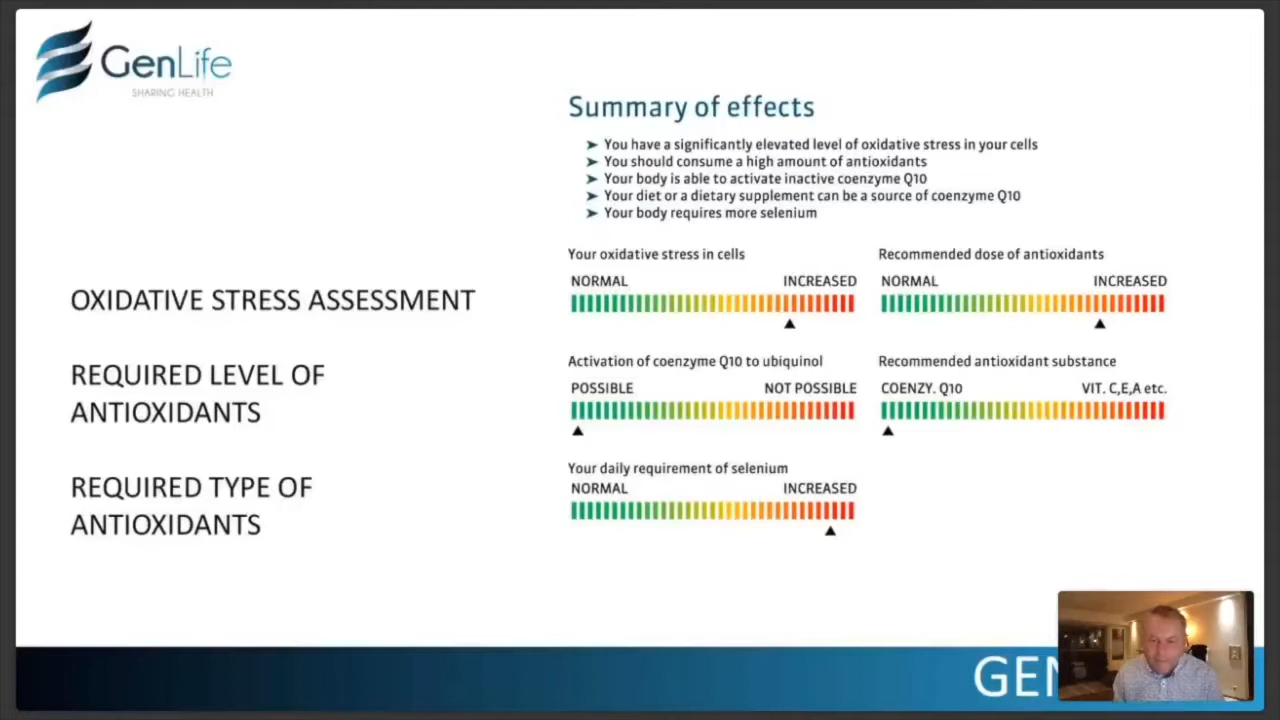 GenLife
SHARING HEALTH
Summary of effects
➤ You have a significantly elevated level of oxidative stress in your cells
➤ You should consume a high amount of antioxidants
➤ Your body is able to activate inactive coenzyme Q10
➤ Your diet or a dietary supplement can be a source of coenzyme Q10
➤ Your body requires more selenium
OXIDATIVE STRESS ASSESSMENT
REQUIRED LEVEL OF
ANTIOXIDANTS
REQUIRED TYPE OF
ANTIOXIDANTS
Your oxidative stress in cells
NORMAL INCREASED
Recommended dose of antioxidants
NORMAL INCREASED
Activation of coenzyme Q10 to ubiquinol
POSSIBLE NOT POSSIBLE
Recommended antioxidant substance
COENZY. Q10 VIT. C,E,A etc.
Your daily requirement of selenium
NORMAL INCREASED